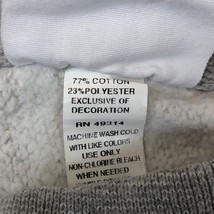 77% COTTON
23% POLYESTER
EXCLUSIVE OF
DECORATION
RN 49314
MACHINE WASH COLD
WITH LIKE COLORS
USE ONLY
NON-CHLORINE BLEACH
WHEN NEEDED